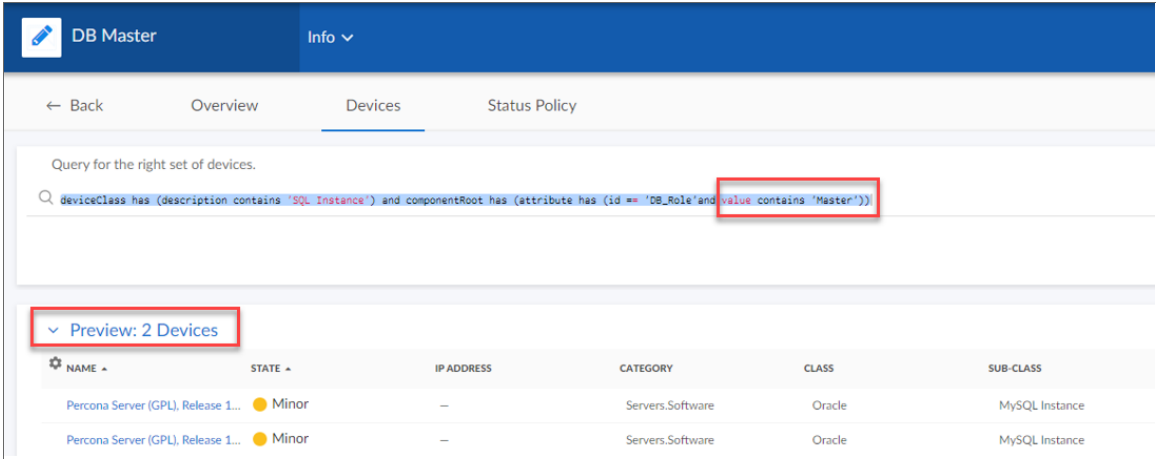 DB Master
Info
← Back Overview Devices Status Policy
Query for the right set of devices.
deviceClass has (description contains 'SQL Instance') and componentRoot has (attribute has (id == 'DB_Role'and value contains 'Master'))
Preview: 2 Devices
NAME STATE IP ADDRESS CATEGORY CLASS SUB-CLASS
Percona Server (GPL), Release 1... Minor — Servers.Software Oracle MySQL Instance
Percona Server (GPL), Release 1... Minor — Servers.Software Oracle MySQL Instance